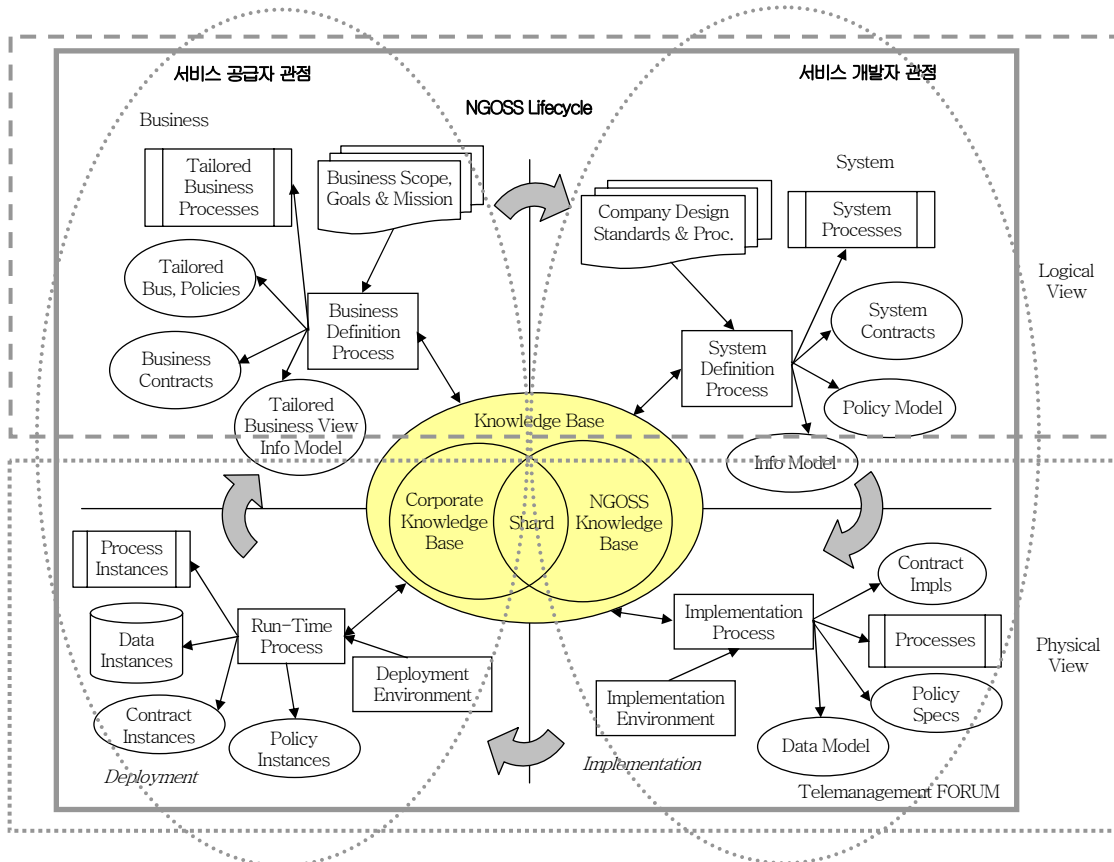 서비스 공급자 관점
서비스 개발자 관점
NGOSS Lifecycle
Business
System
Tailored
Business
Processes
Business Scope,
Goals & Mission
Company Design
Standards & Proc.
System
Processes
Tailored
Bus, Policies
Business
Definition
Process
Business
Contracts
Tailored
Business View
Info Model
System
Definition
Process
System
Contracts
Policy Model
Info Model
Logical
View
Knowledge Base
Corporate
Knowledge
Base
Shard
NGOSS
Knowledge
Base
Process
Instances
Data
Instances
Run-Time
Process
Deployment
Environment
Contract
Instances
Policy
Instances
Deployment
Implementation
Process
Implementation
Environment
Contract
Impls
Processes
Policy
Specs
Data Model
Implementation
Physical
View
Telemanagement FORUM